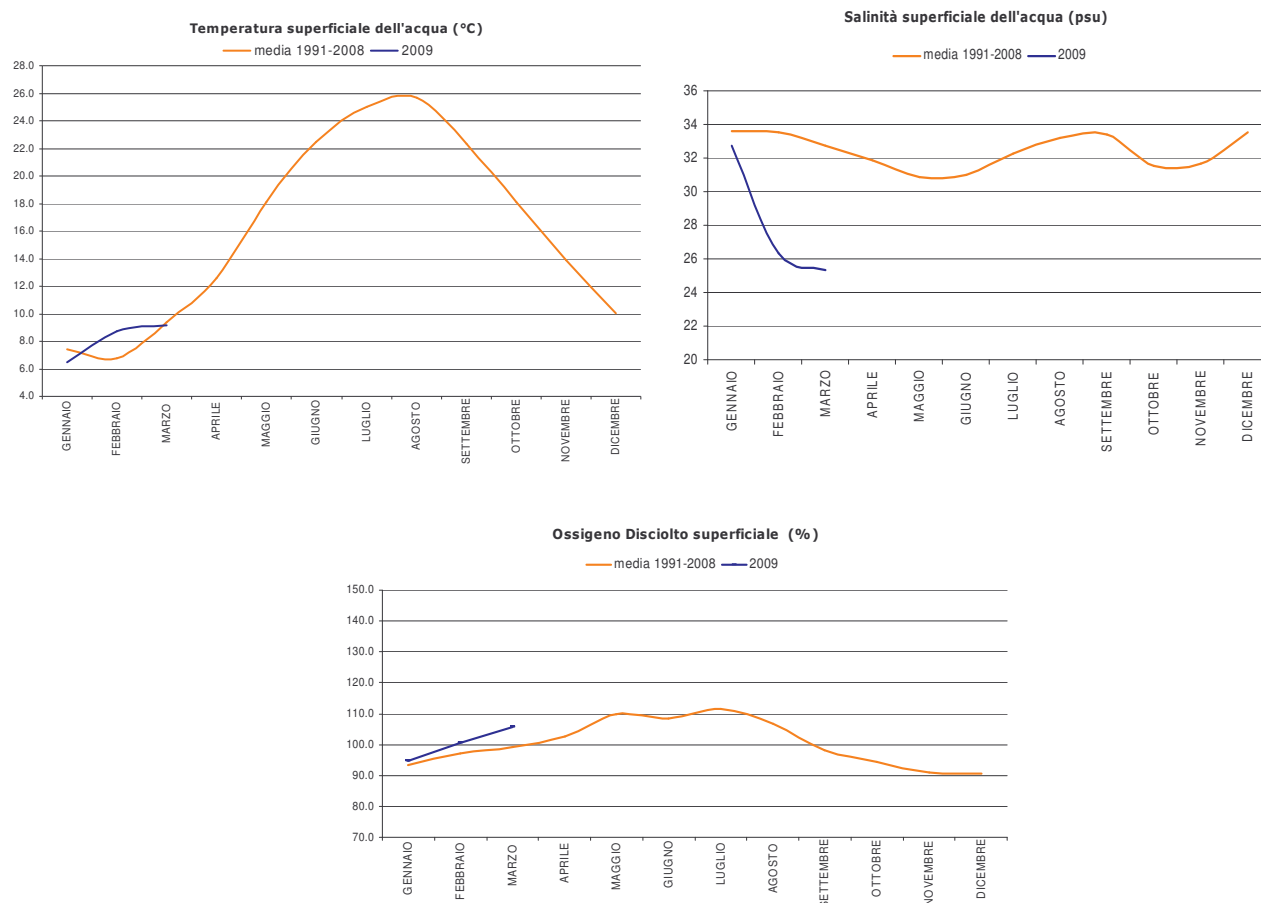 Temperatura superficiale dell'acqua (°C)
media 1991-2008 2009
28.0
26.0
24.0
22.0
20.0
18.0
16.0
14.0
12.0
10.0
8.0
6.0
4.0
GENNAIO
FEBBRAIO
MARZO
APRILE
MAGGIO
GIUGNO
LUGLIO
AGOSTO
SETTEMBRE
OTTOBRE
NOVEMBRE
DICEMBRE
Salinità superficiale dell'acqua (psu)
media 1991-2008 2009
36
34
32
30
28
26
24
22
20
GENNAIO
FEBBRAIO
MARZO
APRILE
MAGGIO
GIUGNO
LUGLIO
AGOSTO
SETTEMBRE
OTTOBRE
NOVEMBRE
DICEMBRE
Ossigeno Disciolto superficiale (%)
media 1991-2008 2009
150.0
140.0
130.0
120.0
110.0
100.0
90.0
80.0
70.0
GENNAIO
FEBBRAIO
MARZO
APRILE
MAGGIO
GIUGNO
LUGLIO
AGOSTO
SETTEMBRE
OTTOBRE
NOVEMBRE
DICEMBRE